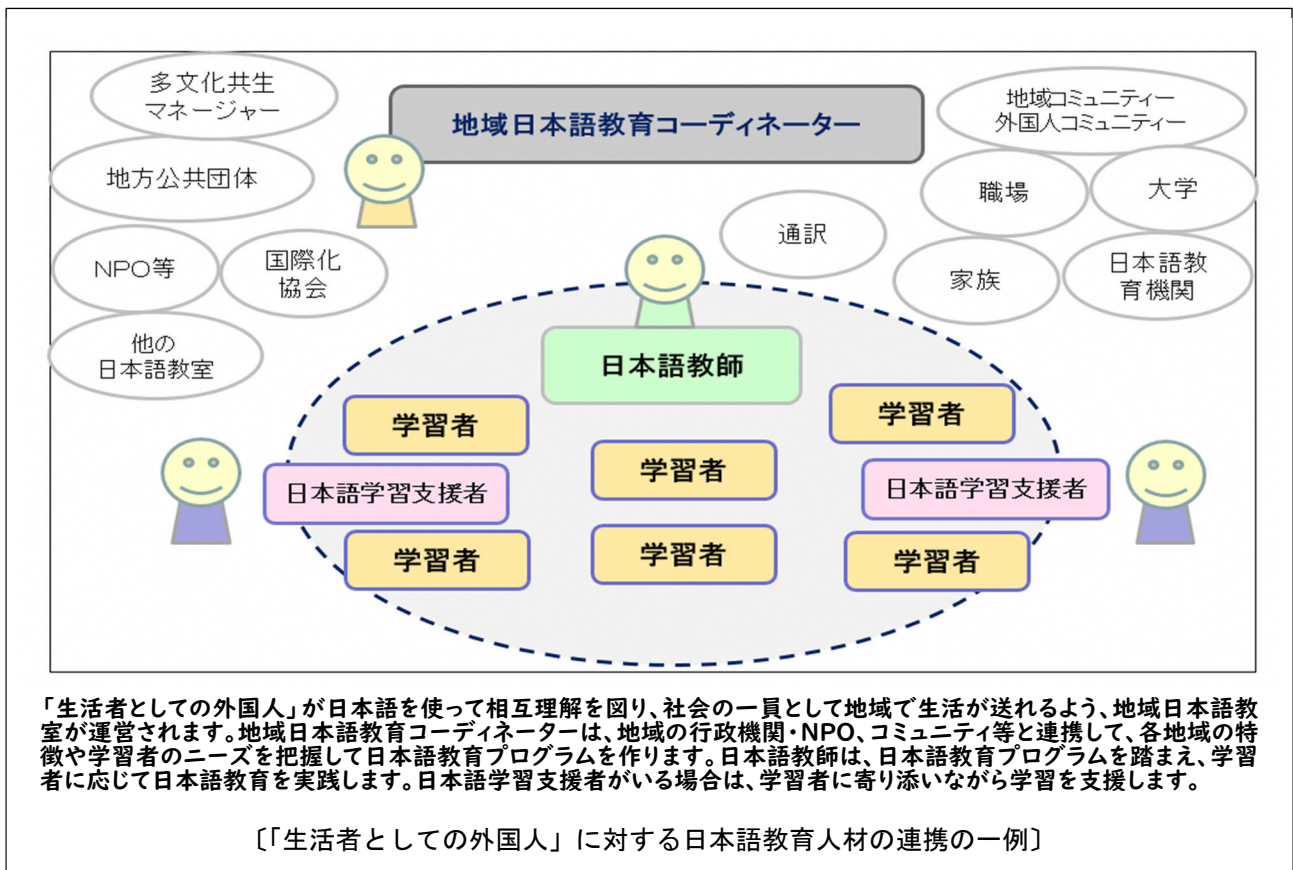 多文化共生
マネージャー
地域日本語教育コーディネーター
地域コミュニティー
外国人コミュニティー
地方公共団体
職場
大学
通訳
NPO等
国際化
協会
家族
日本語教
育機関
他の
日本語教室
日本語教師
学習者
学習者
学習者
日本語学習支援者
日本語学習支援者
学習者
学習者
学習者
「生活者としての外国人」が日本語を使って相互理解を図り、社会の一員として地域で生活が送れるよう、地域日本語教
室が運営されます。地域日本語教育コーディネーターは、地域の行政機関・NPO、コミュニティ等と連携して、各地域の特
徴や学習者のニーズを把握して日本語教育プログラムを作ります。日本語教師は、日本語教育プログラムを踏まえ、学習
者に応じて日本語教育を実践します。日本語学習支援者がいる場合は、学習者に寄り添いながら学習を支援します。
〔「生活者としての外国人」に対する日本語教育人材の連携の一例〕